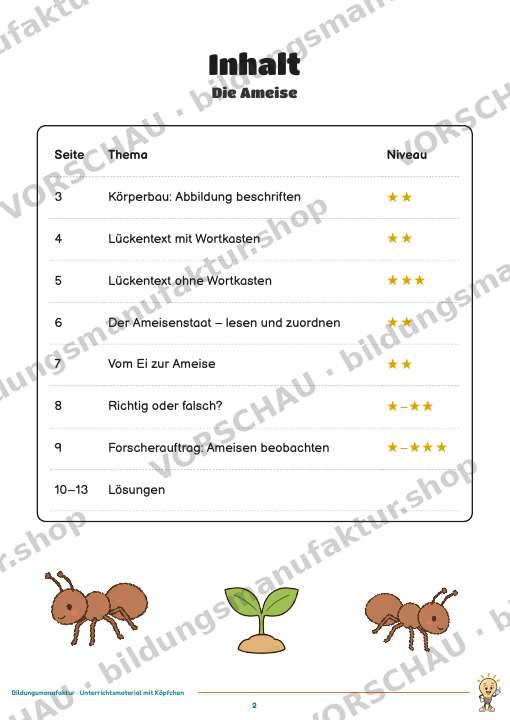 Inhalt
Die Ameise
Seite Thema Niveau
3 Körperbau: Abbildung beschriften ★★
4 Lückentext mit Wortkasten ★★
5 Lückentext ohne Wortkasten ★★★
6 Der Ameisenstaat – lesen und zuordnen ★★
7 Vom Ei zur Ameise ★★
8 Richtig oder falsch? ★–★★
9 Forscherauftrag: Ameisen beobachten ★–★★★
10–13 Lösungen
VORSCHAU · bildungsmanufaktur.shop
Bildungsmanufaktur · Unterrichtsmaterial mit Köpfchen
2